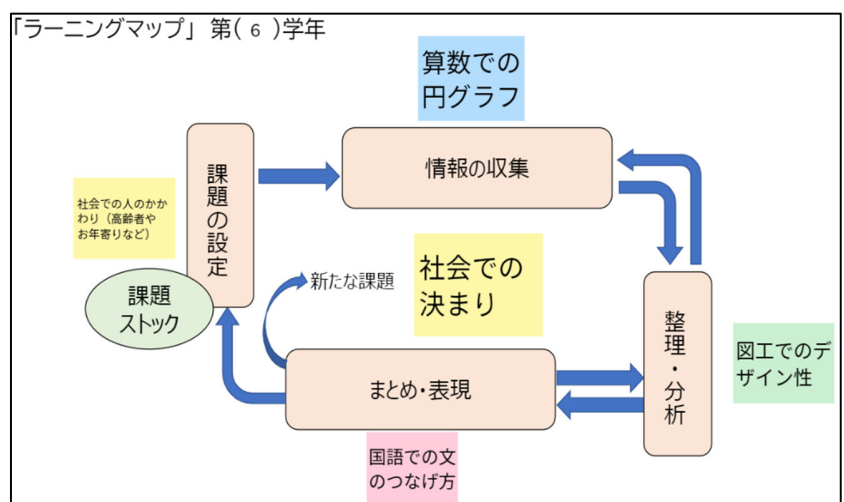 「ラーニングマップ」 第( 6 )学年
算数での
円グラフ
課題の設定
情報の収集
社会での人のかか
わり（高齢者や
お年寄りなど）
課題
ストック
新たな課題
社会での
決まり
整理・分析
図工でのデ
ザイン性
まとめ・表現
国語での文
のつなげ方